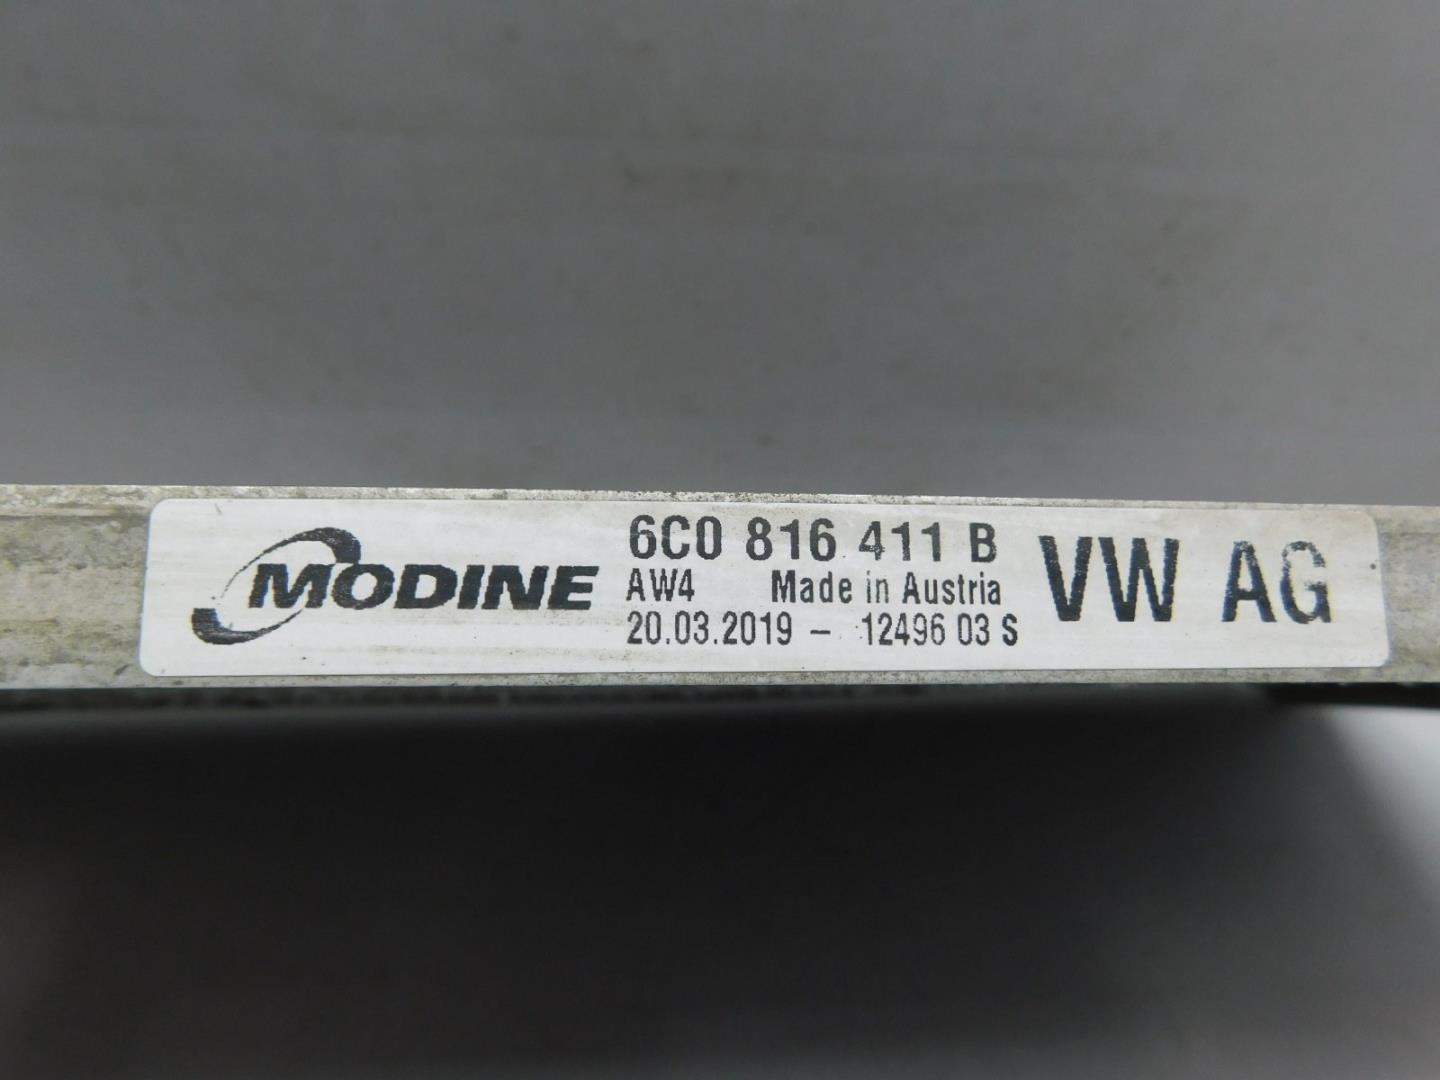 MODINE
6C0 816 411 B
AW4 Made in Austria
20.03.2019 - 12496 03 S
VW AG